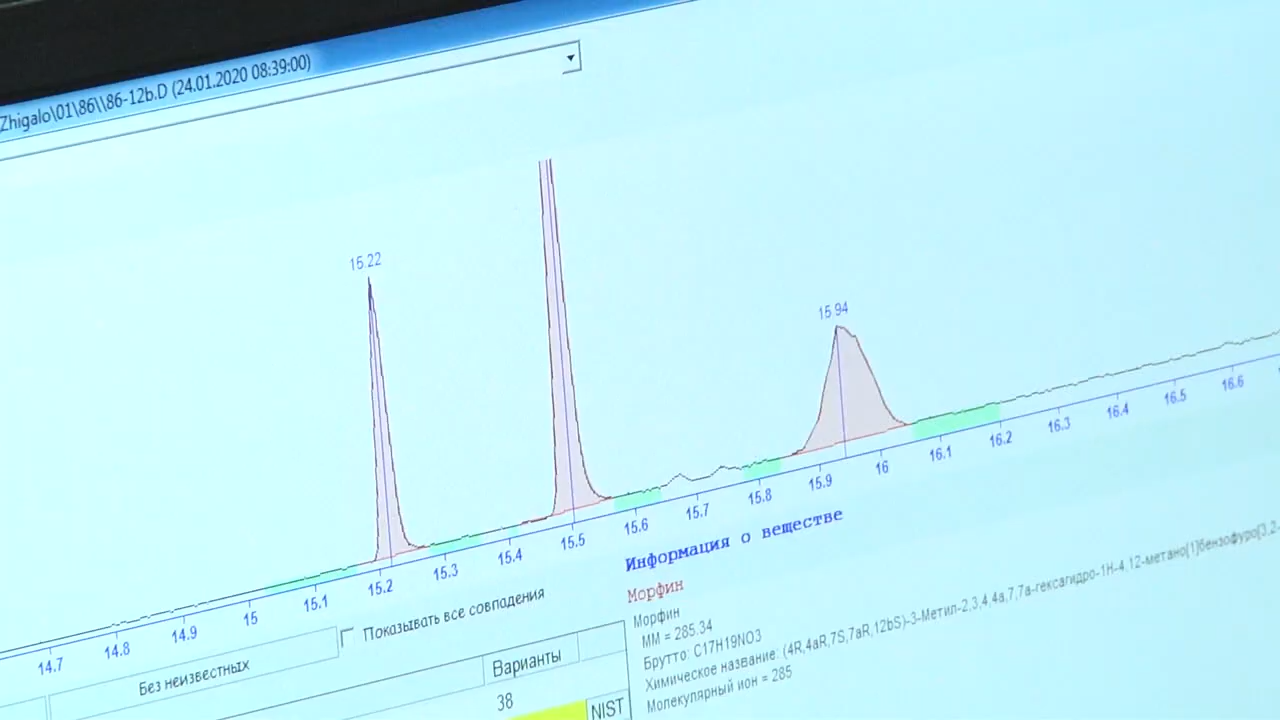 Zhigalo\01\86\\86-12b.D (24.01.2020 08:39:00)
15.22
15.94
14.7 14.8 14.9 15 15.1 15.2 15.3 15.4 15.5 15.6 15.7 15.8 15.9 16 16.1 16.2 16.3 16.4 16.5 16.6
Показывать все совпадения
Без неизвестных
Варианты
38
NIST
Информация о веществе
Морфин
Морфин
ММ = 285.34
Брутто: C17H19NO3
Химическое название: (4R,4aR,7S,7aR,12bS)-3-Метил-2,3,4,4a,7,7a-гексагидро-1H-4,12-метано[1]бензофуро[3,2-
Молекулярный ион = 285